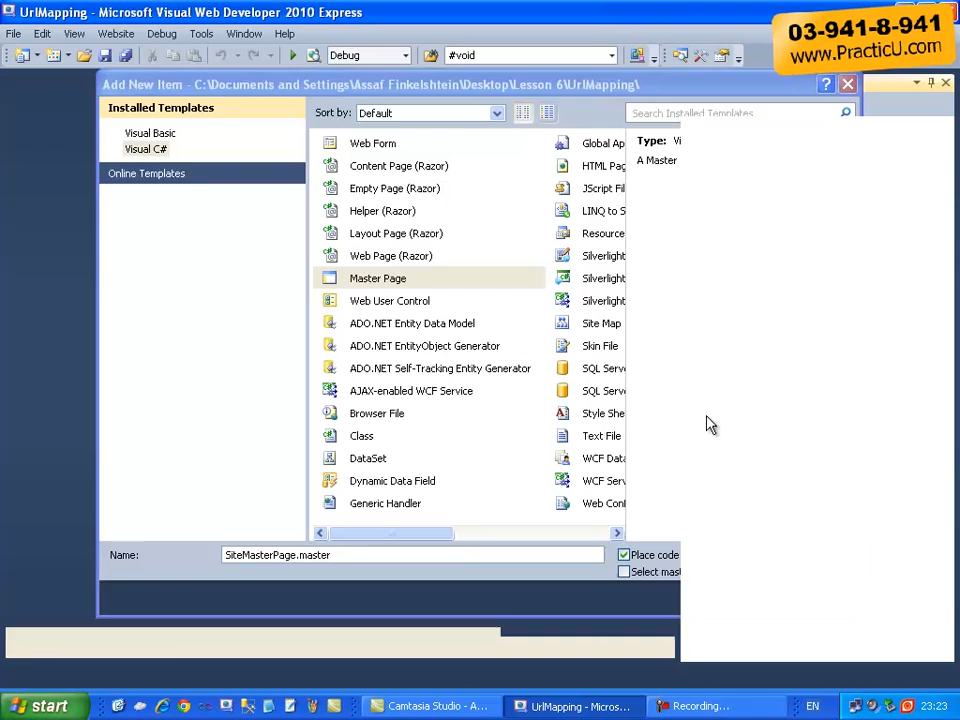 UrlMapping - Microsoft Visual Web Developer 2010 Express
03-941-8-941
www.PracticU.com
File Edit View Website Debug Tools Window Help
Debug
#void
Add New Item - C:\Documents and Settings\Assaf Finkelshtein\Desktop\Lesson 6\UrlMapping\
Installed Templates
Visual Basic
Visual C#
Online Templates
Sort by: Default
Search Installed Templates
Web Form
Content Page (Razor)
Empty Page (Razor)
Helper (Razor)
Layout Page (Razor)
Web Page (Razor)
Master Page
Web User Control
ADO.NET Entity Data Model
ADO.NET EntityObject Generator
ADO.NET Self-Tracking Entity Generator
AJAX-enabled WCF Service
Browser File
Class
DataSet
Dynamic Data Field
Generic Handler
Global Ap
HTML Pag
JScript Fil
LINQ to S
Resource
Silverlight
Silverlight
Silverlight
Site Map
Skin File
SQL Serv
SQL Serv
Style She
Text File
WCF Data
WCF Serv
Web Conf
Type: Vi
A Master
Name: SiteMasterPage.master
Place code
Select mas
start
Camtasia Studio - A...
UrlMapping - Micros...
Recording...
EN
23:23